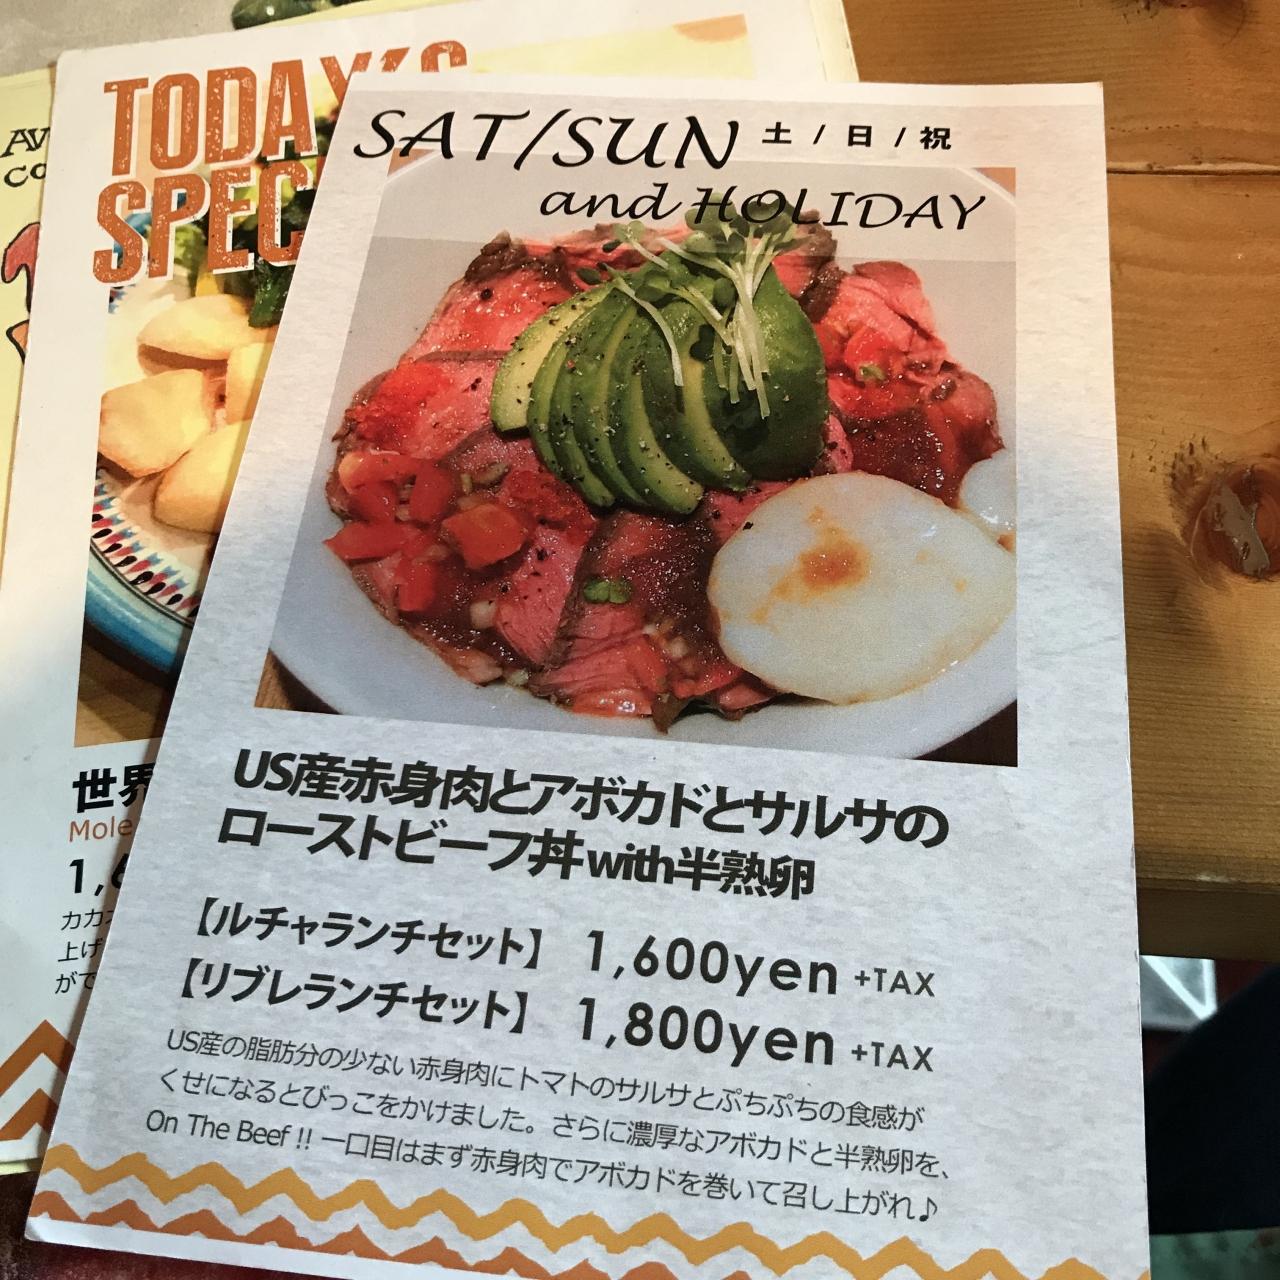 TODAY'S
SPEC
AV
CO
SAT/SUN 土 / 日 / 祝
and HOLIDAY
US産赤身肉とアボカドとサルサの
ローストビーフ丼with半熟卵
【ルチャランチセット】 1,600yen +TAX
【リブレランチセット】 1,800yen +TAX
US産の脂肪分の少ない赤身肉にトマトのサルサとぷちぷちの食感が
くせになるとびっこをかけました。さらに濃厚なアボカドと半熟卵を、
On The Beef !! 一口目はまず赤身肉でアボカドを巻いて召し上がれ♪
世界
Mole
1,6
カカオ
上げ
がで